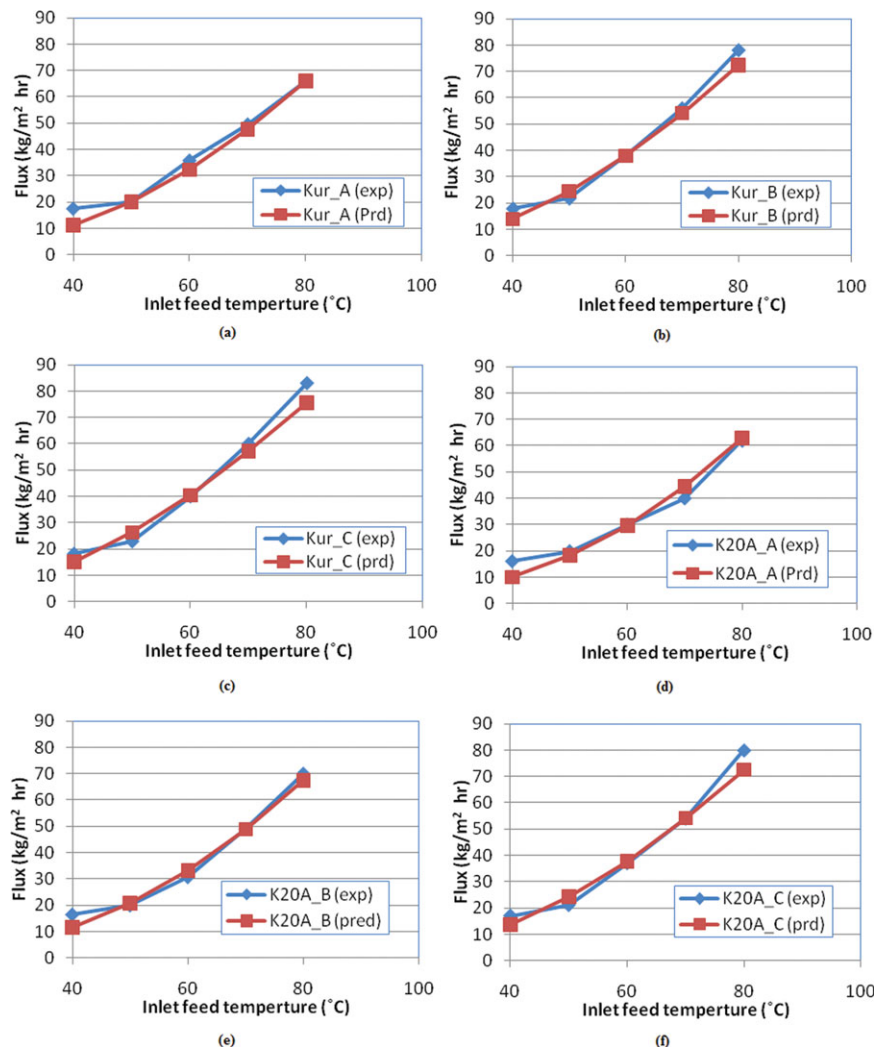 90
80
70
60
50
40
30
20
10
0
Flux (kg/m² hr)
Kur_A (exp)
Kur_A (Prd)
40 60 80 100
Inlet feed temperture (˚C)
(a)
90
80
70
60
50
40
30
20
10
0
Flux (kg/m² hr)
Kur_B (exp)
Kur_B (prd)
40 60 80 100
Inlet feed temperture (˚C)
(b)
90
80
70
60
50
40
30
20
10
0
Flux (kg/m² hr)
Kur_C (exp)
Kur_C (prd)
40 60 80 100
Inlet feed temperture (˚C)
(c)
90
80
70
60
50
40
30
20
10
0
Flux (kg/m² hr)
K20A_A (exp)
K20A_A (Prd)
40 60 80 100
Inlet feed temperture (˚C)
(d)
90
80
70
60
50
40
30
20
10
0
Flux (kg/m² hr)
K20A_B (exp)
K20A_B (pred)
40 60 80 100
Inlet feed temperture (˚C)
(e)
90
80
70
60
50
40
30
20
10
0
Flux (kg/m² hr)
K20A_C (exp)
K20A_C (prd)
40 60 80 100
Inlet feed temperture (˚C)
(f)